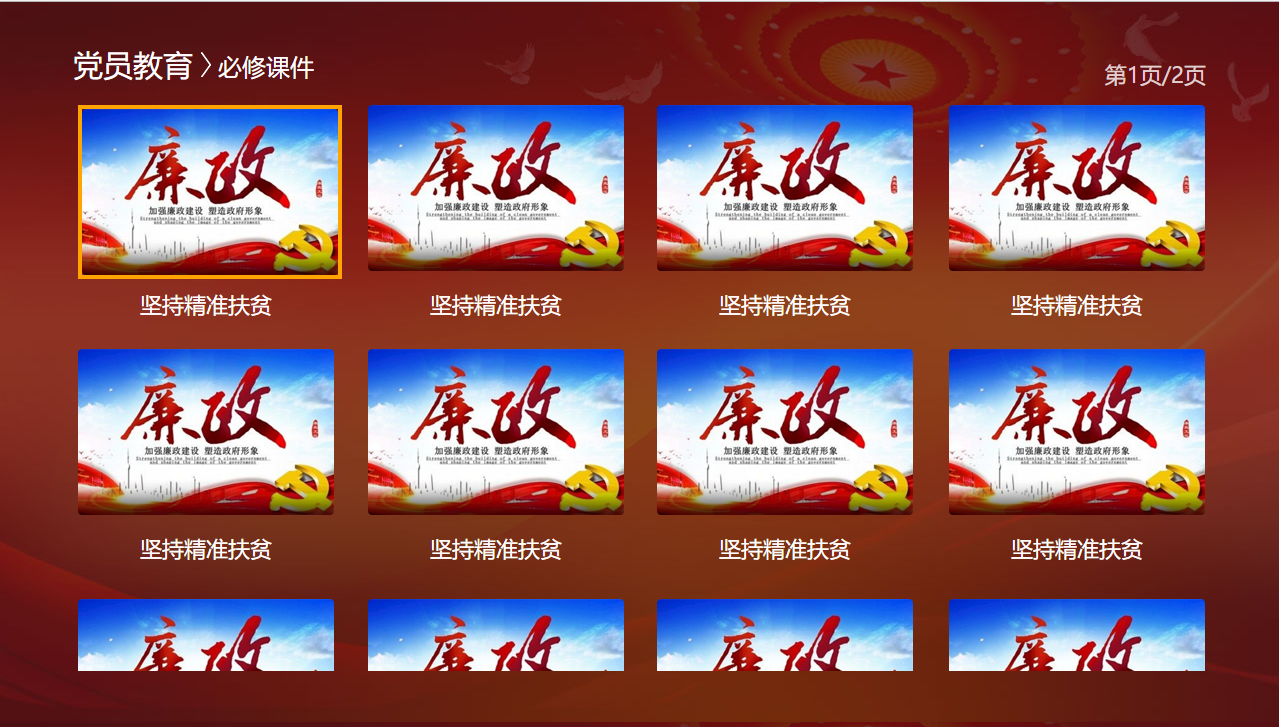 党员教育 〉必修课件
第1页/2页
廉政
加强廉政建设 塑造政府形象
Strengthening the building of a clean government
and shaping the image of the government
廉政
加强廉政建设 塑造政府形象
Strengthening the building of a clean government
and shaping the image of the government
廉政
加强廉政建设 塑造政府形象
Strengthening the building of a clean government
and shaping the image of the government
廉政
加强廉政建设 塑造政府形象
Strengthening the building of a clean government
and shaping the image of the government
坚持精准扶贫
坚持精准扶贫
坚持精准扶贫
坚持精准扶贫
廉政
加强廉政建设 塑造政府形象
Strengthening the building of a clean government
and shaping the image of the government
廉政
加强廉政建设 塑造政府形象
Strengthening the building of a clean government
and shaping the image of the government
廉政
加强廉政建设 塑造政府形象
Strengthening the building of a clean government
and shaping the image of the government
廉政
加强廉政建设 塑造政府形象
Strengthening the building of a clean government
and shaping the image of the government
坚持精准扶贫
坚持精准扶贫
坚持精准扶贫
坚持精准扶贫
廉政
廉政
廉政
廉政